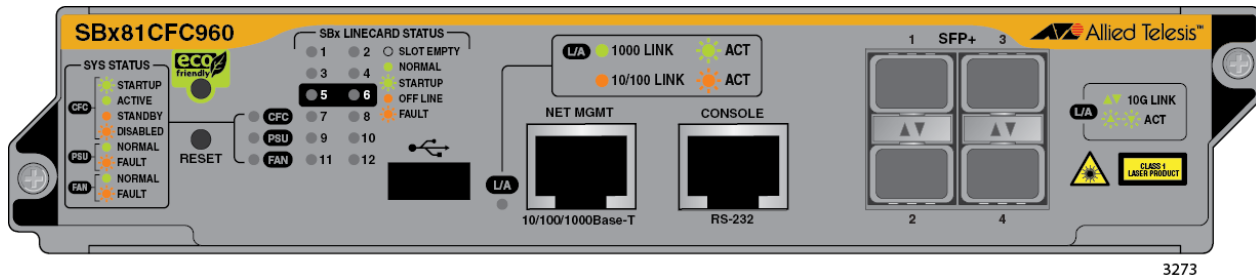 SBx81CFC960
eco
friendly
SYS STATUS
CFC
STARTUP
ACTIVE
STANDBY
DISABLED
PSU
NORMAL
FAULT
FAN
NORMAL
FAULT
RESET
CFC
PSU
FAN
SBx LINECARD STATUS
1 2
3 4
5 6
7 8
9 10
11 12
SLOT EMPTY
NORMAL
STARTUP
OFF LINE
FAULT
L/A 1000 LINK ACT
10/100 LINK ACT
L/A
NET MGMT
10/100/1000Base-T
CONSOLE
RS-232
1 SFP+ 3
2 4
Allied Telesis™
L/A
10G LINK
ACT
CLASS 1
LASER PRODUCT
3273